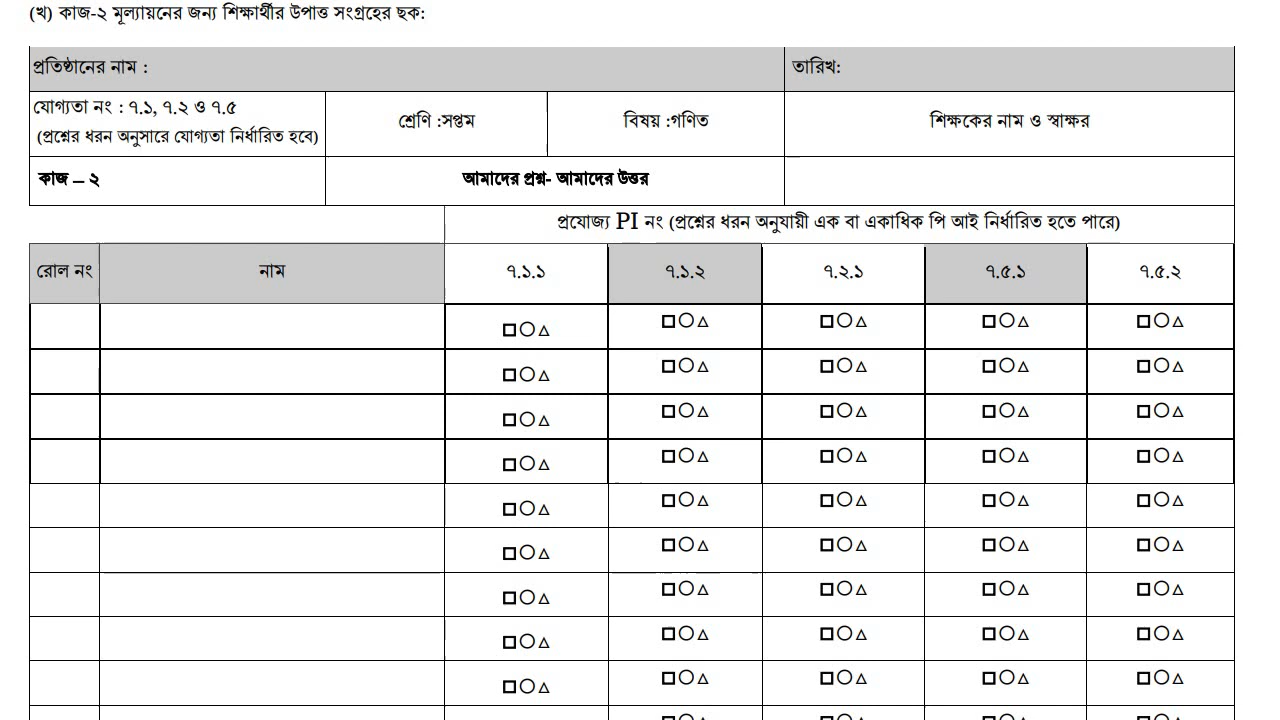 (খ) কাজ-২ মূল্যায়নের জন্য শিক্ষার্থীর উপাত্ত সংগ্রহের ছক:
প্রতিষ্ঠানের নাম : তারিখ:
যোগ্যতা নং : ৭.১, ৭.২ ও ৭.৫
(প্রশ্নের ধরন অনুসারে যোগ্যতা নির্ধারিত হবে)
শ্রেণি :সপ্তম
বিষয় :গণিত
শিক্ষকের নাম ও স্বাক্ষর
কাজ – ২ আমাদের প্রশ্ন- আমাদের উত্তর
প্রযোজ্য PI নং (প্রশ্নের ধরন অনুযায়ী এক বা একাধিক পি আই নির্ধারিত হতে পারে)
রোল নং নাম ৭.১.১ ৭.১.২ ৭.২.১ ৭.৫.১ ৭.৫.২